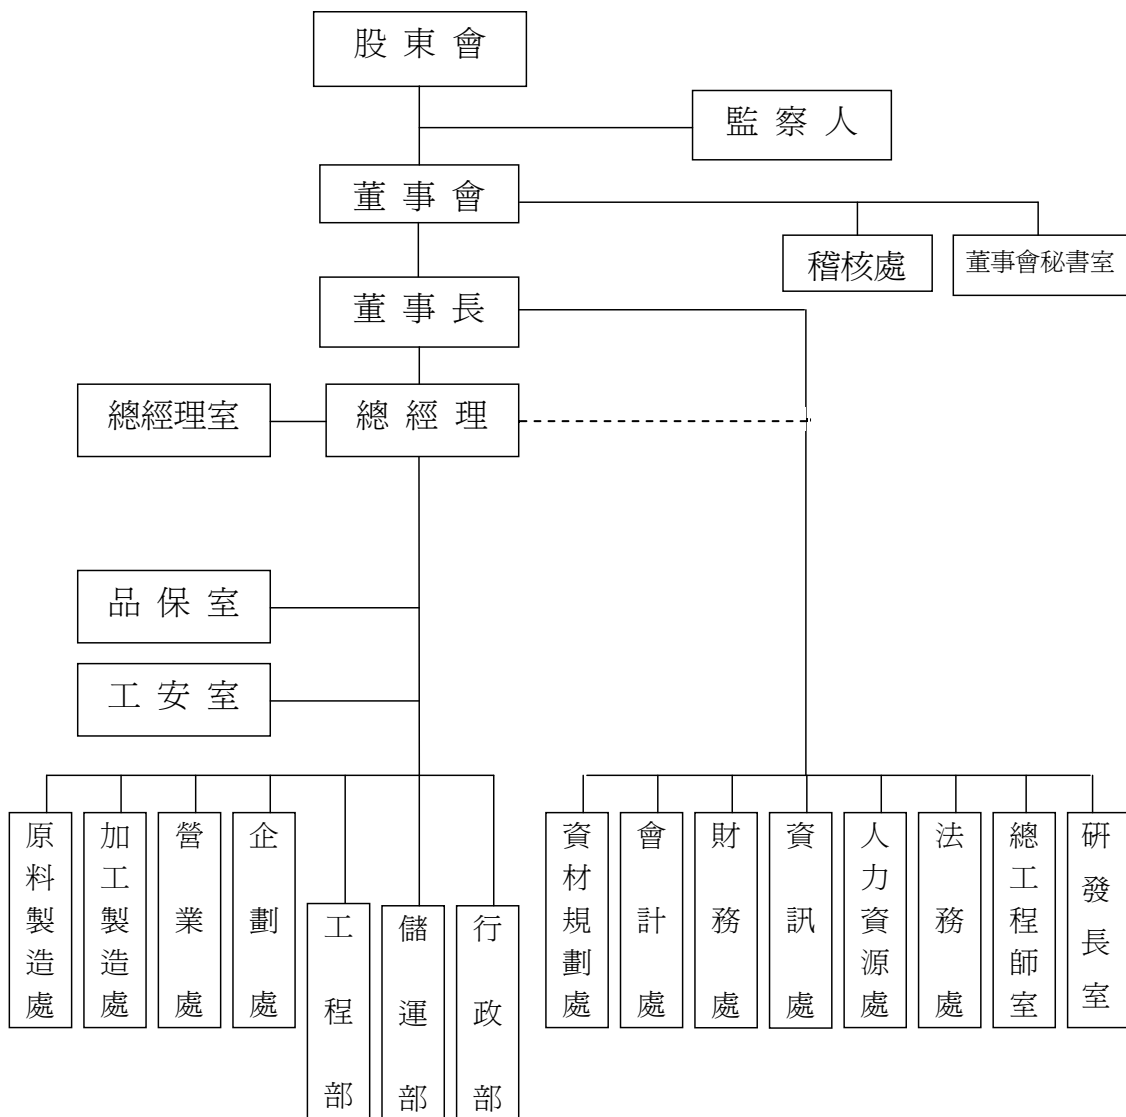 股東會
監察人
董事會
稽核處
董事會秘書室
董事長
總經理室
總經理
品保室
工安室
原料製造處
加工製造處
營業處
企劃處
工程部
儲運部
行政部
資材規劃處
會計處
財務處
資訊處
人力資源處
法務處
總工程師室
研發長室